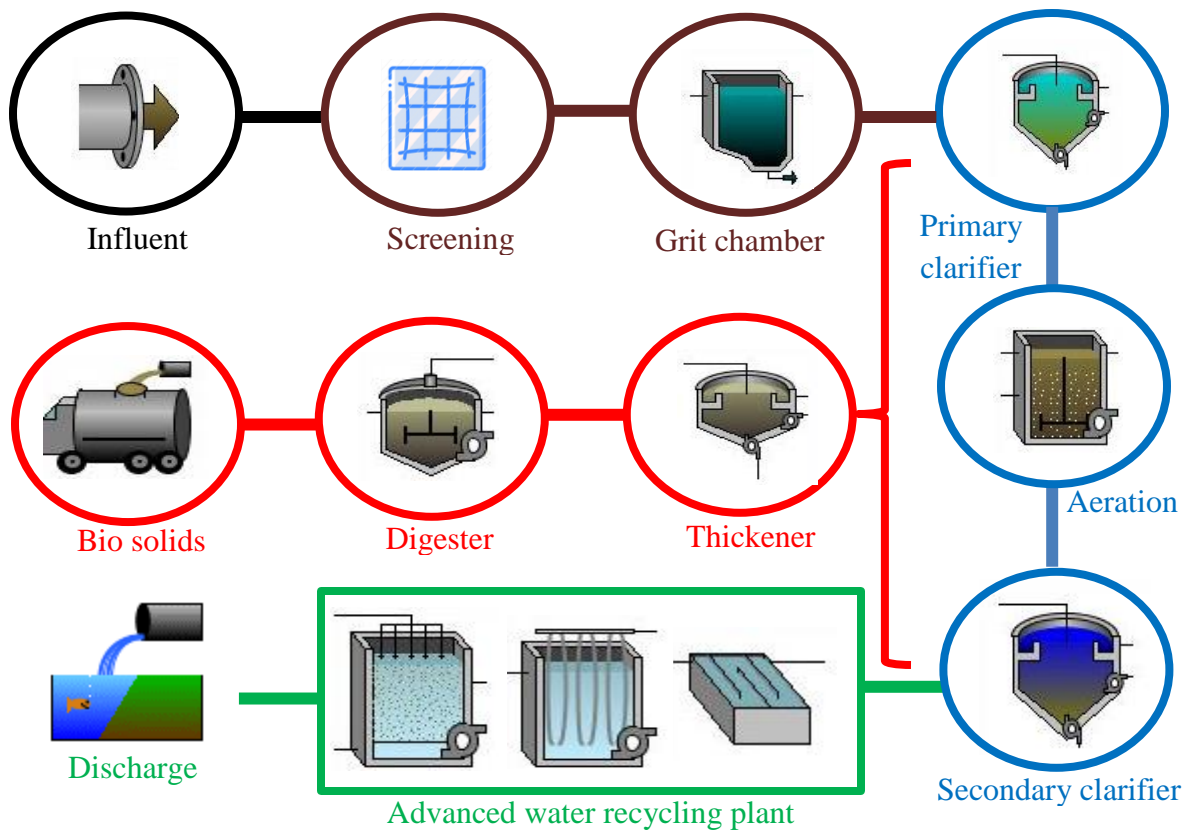 Influent
Screening
Grit chamber
Primary
clarifier
Bio solids
Digester
Thickener
Aeration
Discharge
Advanced water recycling plant
Secondary clarifier